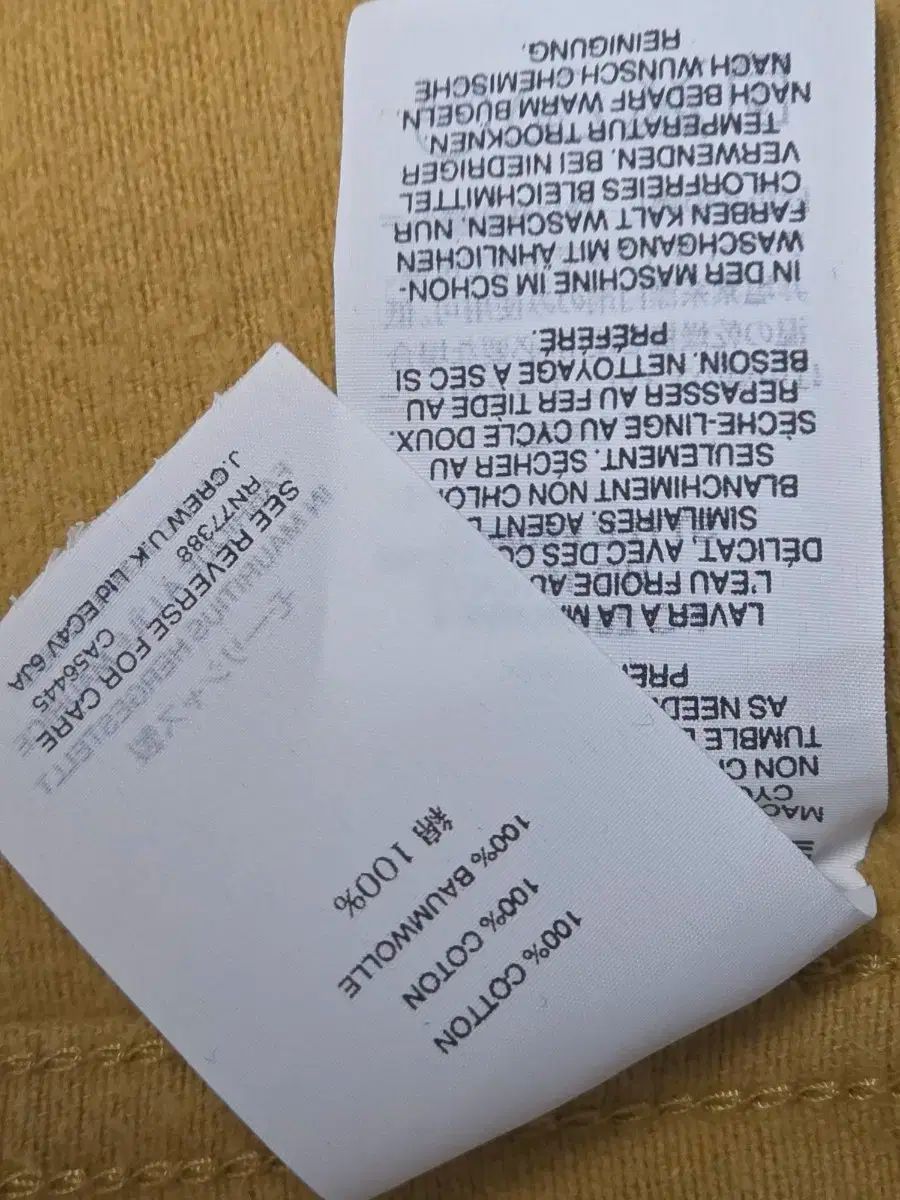 100% COTTON
100% COTON
100% BAUMWOLLE
綿 100%
SEE REVERSE FOR CARE
RN77388 CA56445
J.CREW U.K. Ltd EC4V 6JA
NON
TUMBLE
AS NEED
LAVER À LA
L'EAU FROIDE
DÉLICAT, AVEC DES
SIMILAIRES. AGENT
BLANCHIMENT NON
SEULEMENT. SÉCHER AU
SÈCHE-LINGE AU CYCLE DOUX.
REPASSER AU FER TIÈDE AU
BESOIN. NETTOYAGE À SEC SI
PRÉFÉRÉ.
IN DER MASCHINE IM SCHON-
WASCHGANG MIT ÄHNLICHEN
FARBEN KALT WASCHEN. NUR
CHLORFREIES BLEICHMITTEL
VERWENDEN. BEI NIEDRIGER
TEMPERATUR TROCKNEN.
NACH BEDARF WARM BÜGELN.
NACH WUNSCH CHEMISCHE
REINIGUNG.